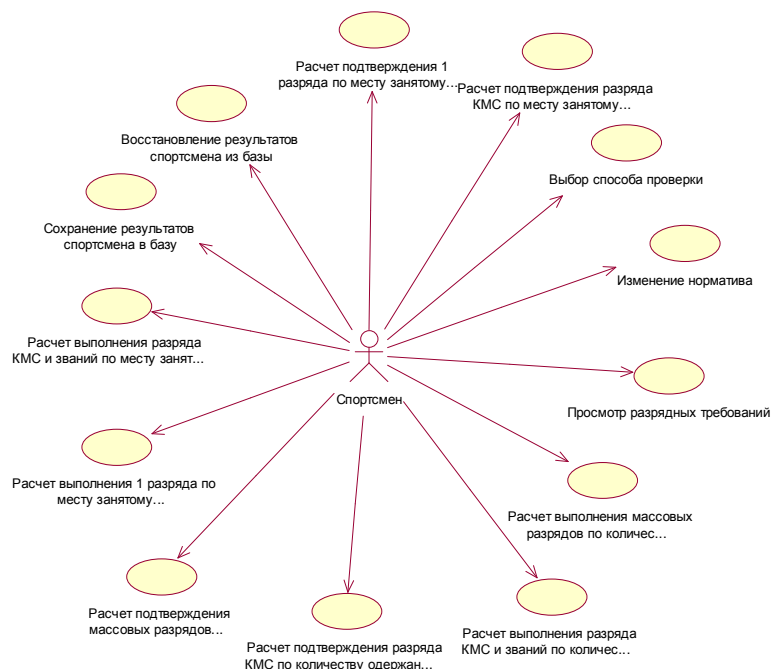 Расчет подтверждения 1
разряда по месту занятому...
Расчет подтверждения разряда
КМС по месту занятому...
Восстановление результатов
спортсмена из базы
Выбор способа проверки
Сохранение результатов
спортсмена в базу
Изменение норматива
Расчет выполнения разряда
КМС и званий по месту занят...
Спортсмен
Просмотр разрядных требований
Расчет выполнения 1 разряда по
месту занятому...
Расчет выполнения массовых
разрядов по количес...
Расчет подтверждения
массовых разрядов...
Расчет подтверждения разряда
КМС по количеству одержан...
Расчет выполнения разряда
КМС и званий по количес...